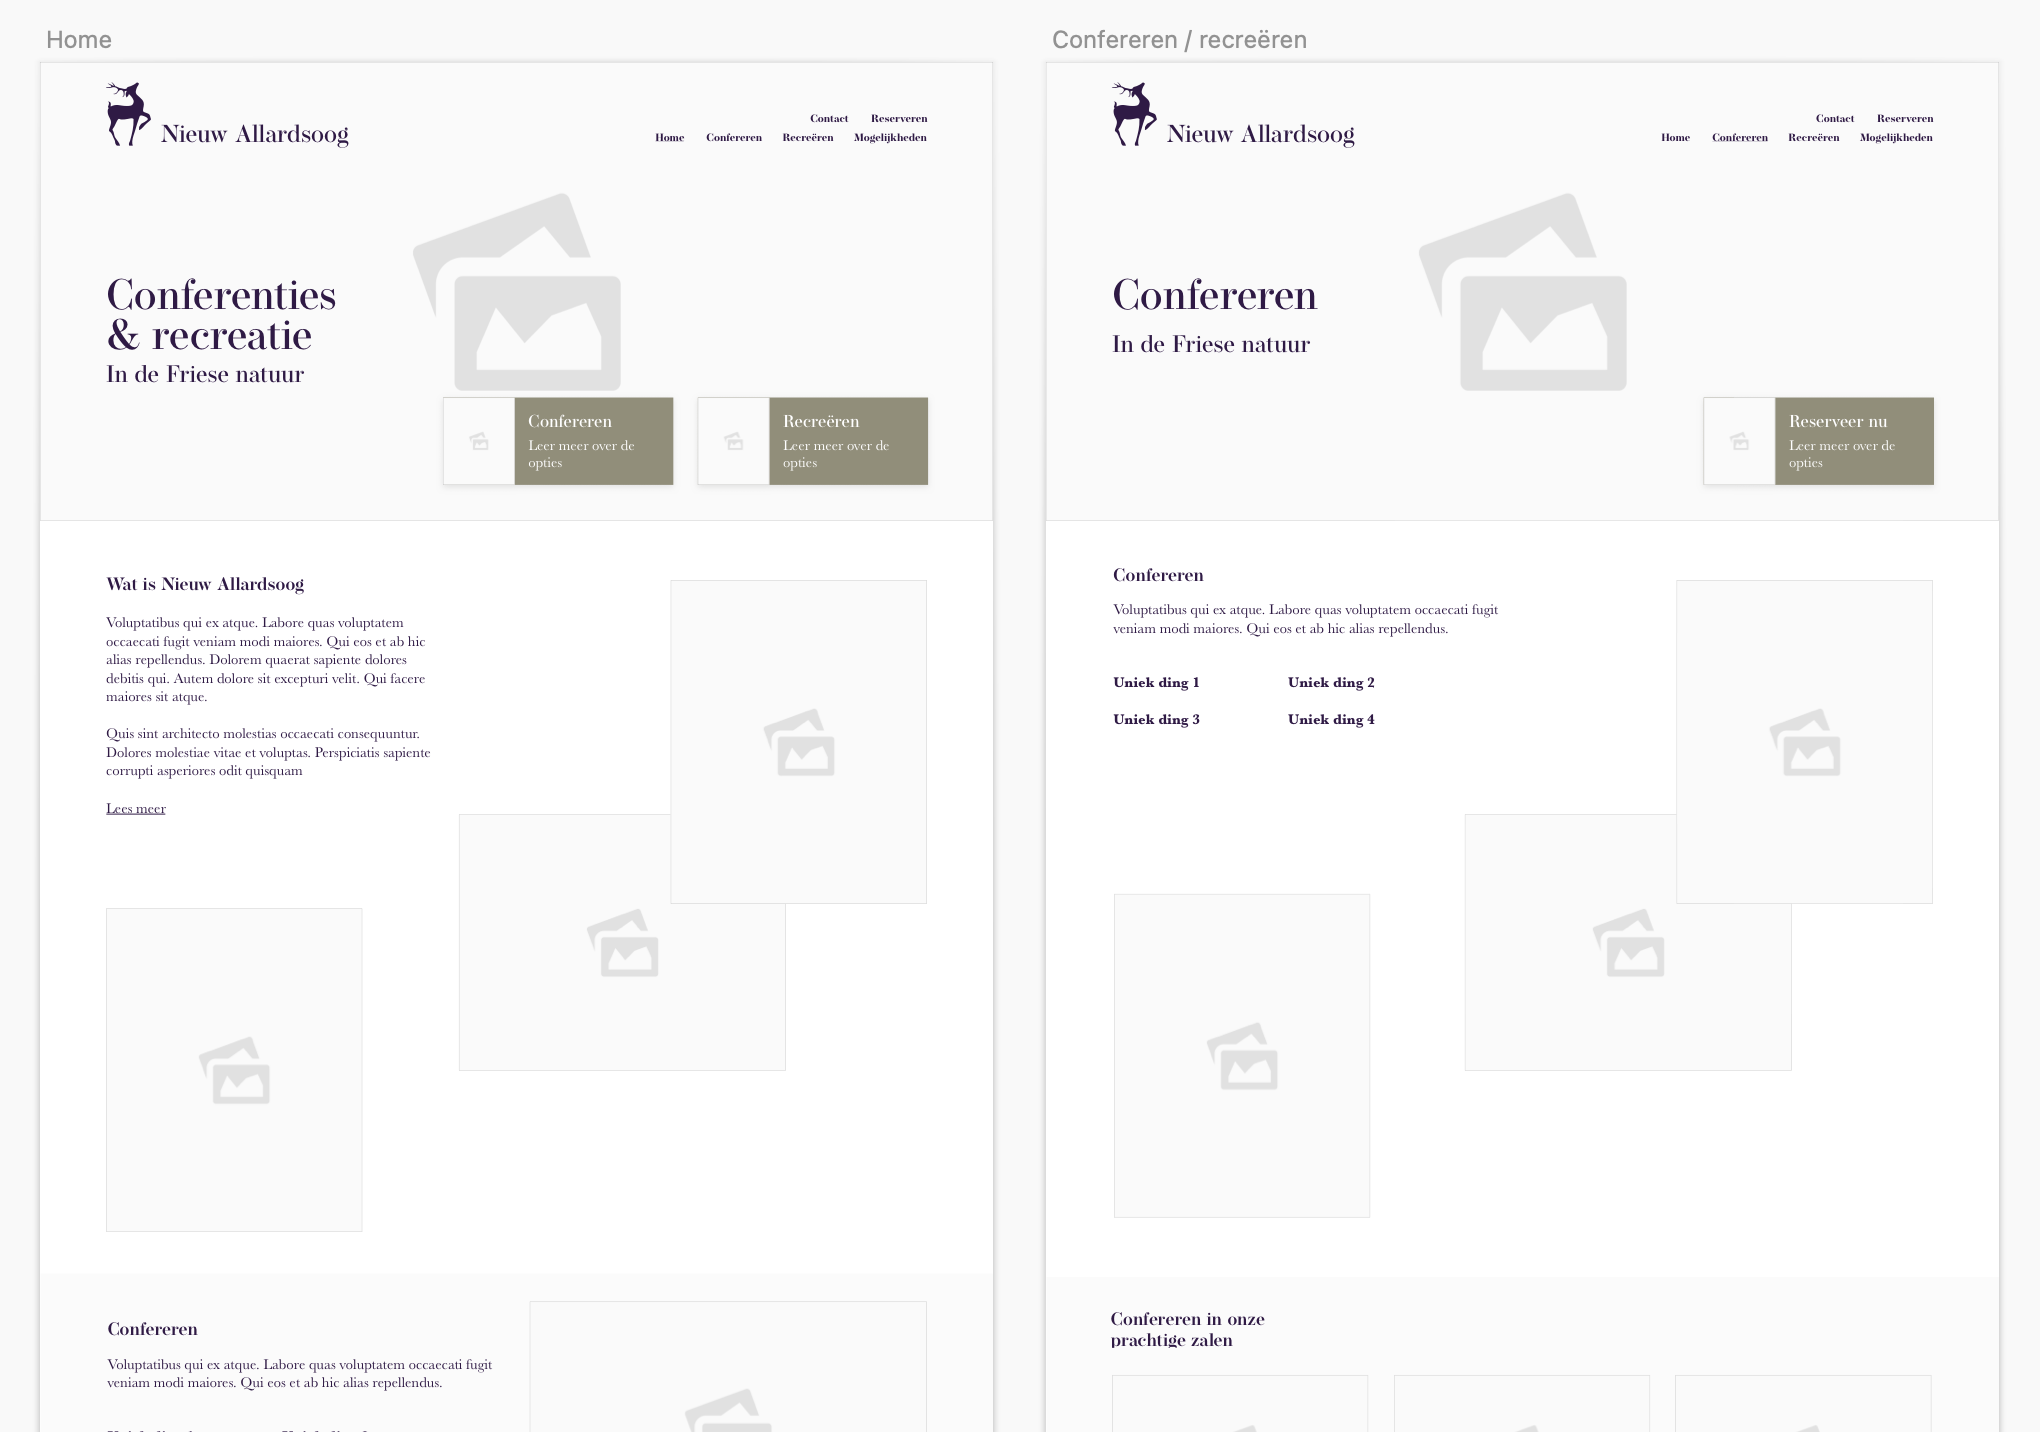 Home
Nieuw Allardsoog
Contact Reserveren
Home Confereren Recreëren Mogelijkheden
Conferenties
& recreatie
In de Friese natuur
Confereren
Leer meer over de
opties
Recreëren
Leer meer over de
opties
Wat is Nieuw Allardsoog
Voluptatibus qui ex atque. Labore quas voluptatem
occaecati fugit veniam modi maiores. Qui eos et ab hic
alias repellendus. Dolorem quaerat sapiente dolores
debitis qui. Autem dolore sit excepturi velit. Qui facere
maiores sit atque.
Quis sint architecto molestias occaecati consequuntur.
Dolores molestiae vitae et voluptas. Perspiciatis sapiente
corrupti asperiores odit quisquam
Lees meer
Confereren
Voluptatibus qui ex atque. Labore quas voluptatem occaecati fugit
veniam modi maiores. Qui eos et ab hic alias repellendus.
Confereren / recreëren
Nieuw Allardsoog
Contact Reserveren
Home Confereren Recreëren Mogelijkheden
Confereren
In de Friese natuur
Reserveer nu
Leer meer over de
opties
Confereren
Voluptatibus qui ex atque. Labore quas voluptatem occaecati fugit
veniam modi maiores. Qui eos et ab hic alias repellendus.
Uniek ding 1 Uniek ding 2
Uniek ding 3 Uniek ding 4
Confereren in onze
prachtige zalen